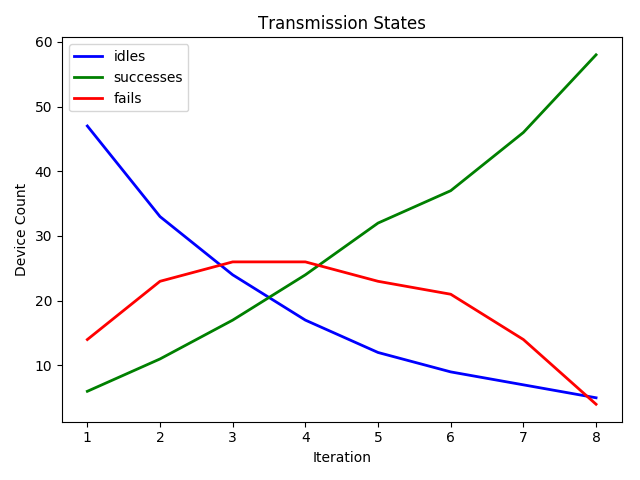 Transmission States
idles
successes
fails
Device Count
60
50
40
30
20
10
1 2 3 4 5 6 7 8
Iteration